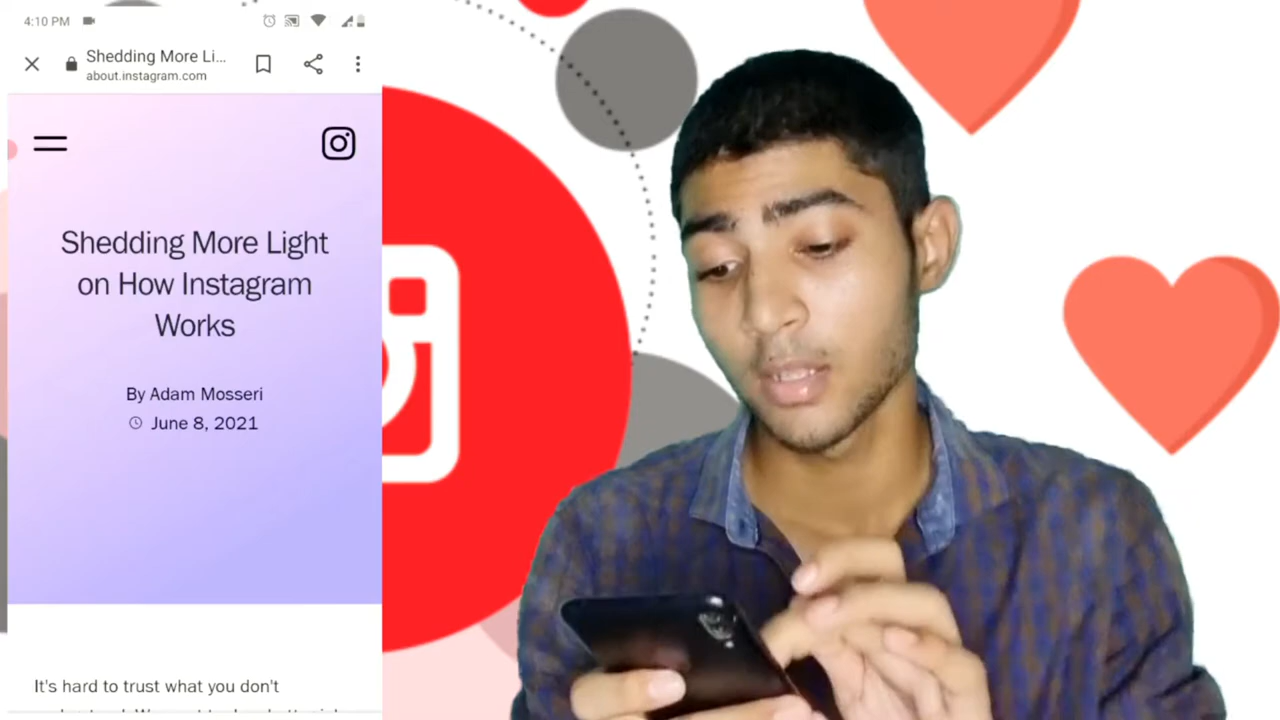 4:10 PM
Shedding More Li...
about.instagram.com
Shedding More Light
on How Instagram
Works
By Adam Mosseri
June 8, 2021
It's hard to trust what you don't